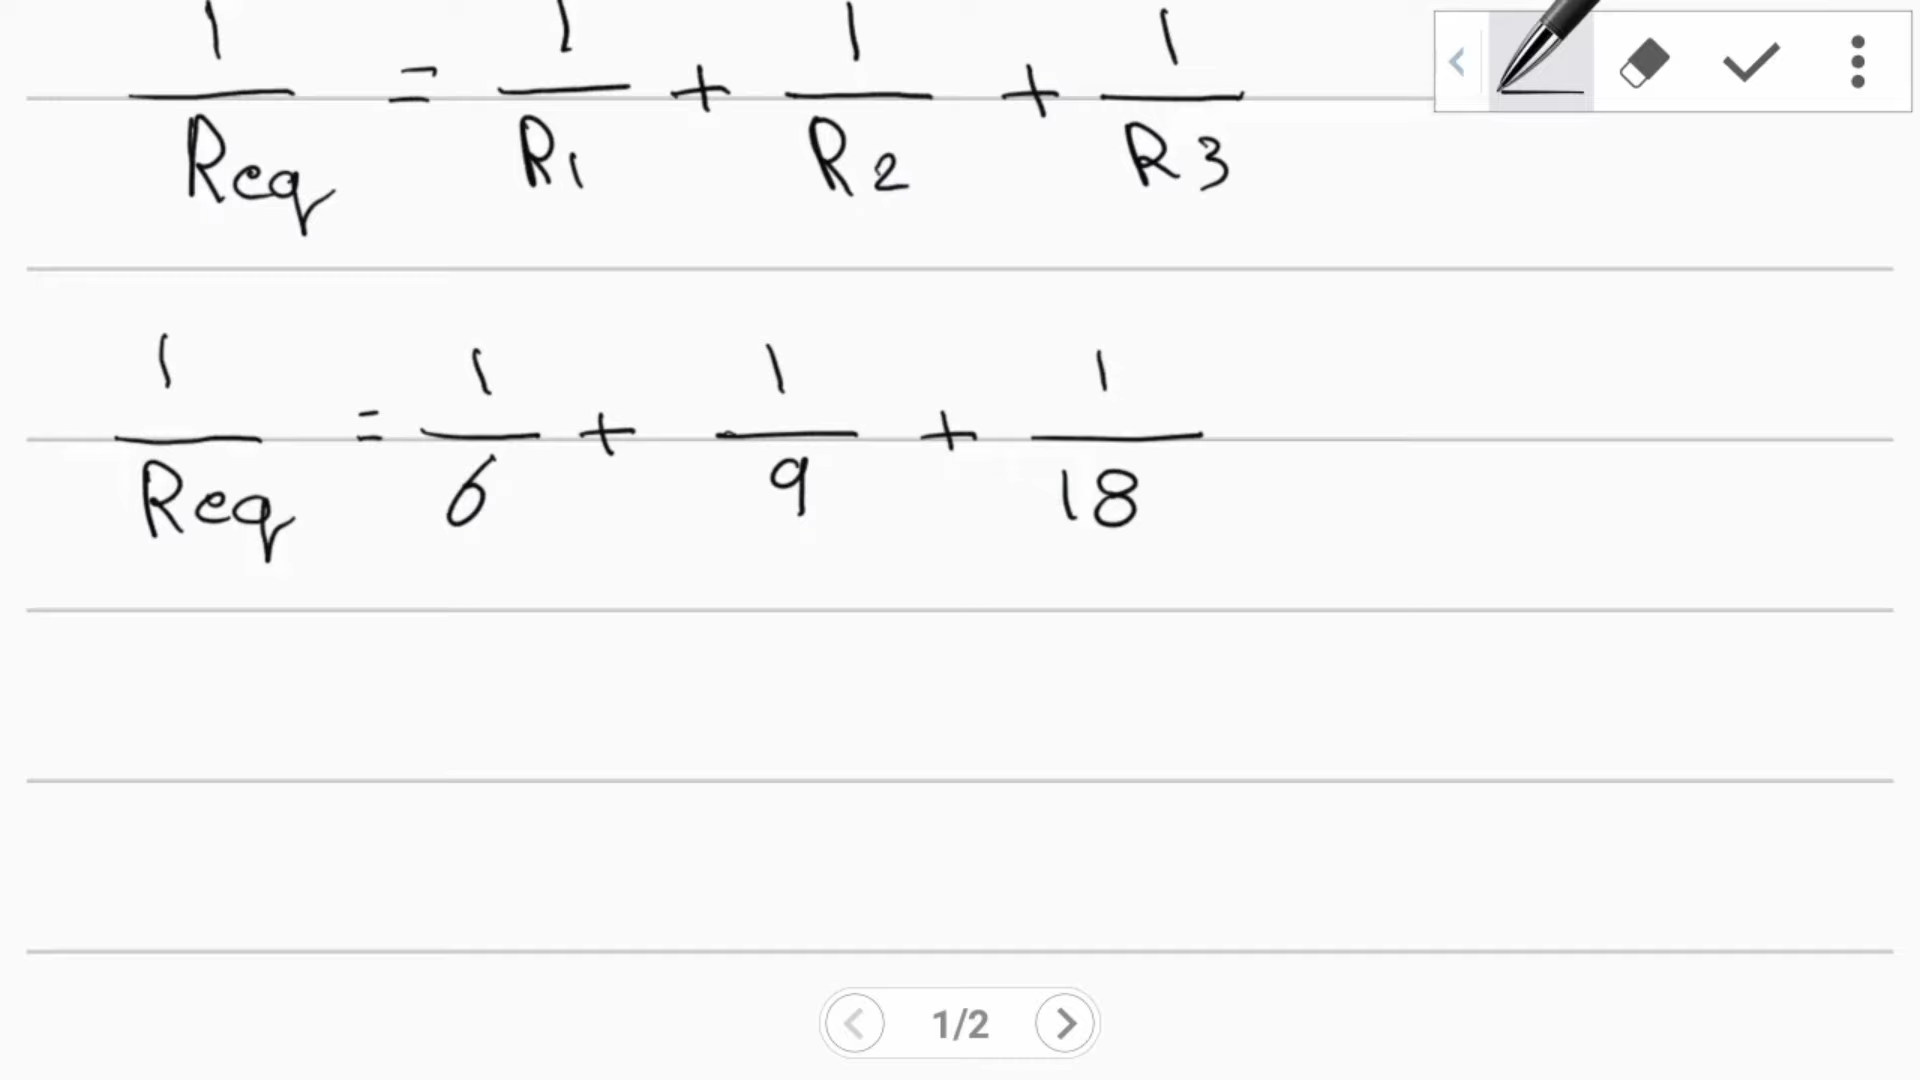 1/Req = 1/R1 + 1/R2 + 1/R3
1/Req = 1/6 + 1/9 + 1/18
1/2